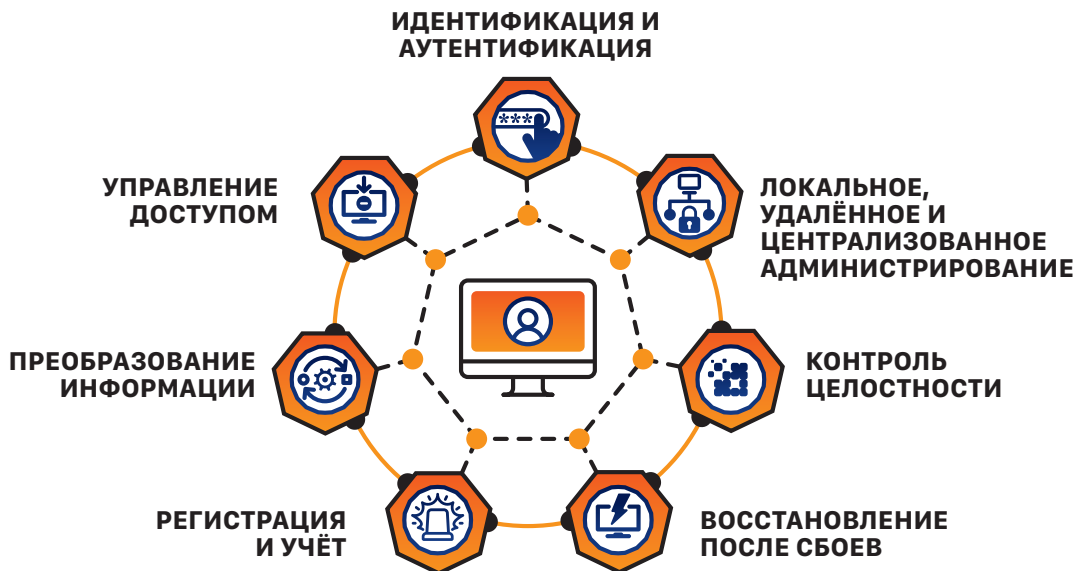 ИДЕНТИФИКАЦИЯ И
АУТЕНТИФИКАЦИЯ
УПРАВЛЕНИЕ
ДОСТУПОМ
ЛОКАЛЬНОЕ,
УДАЛЁННОЕ И
ЦЕНТРАЛИЗОВАННОЕ
АДМИНИСТРИРОВАНИЕ
ПРЕОБРАЗОВАНИЕ
ИНФОРМАЦИИ
КОНТРОЛЬ
ЦЕЛОСТНОСТИ
РЕГИСТРАЦИЯ
И УЧЁТ
ВОССТАНОВЛЕНИЕ
ПОСЛЕ СБОЕВ